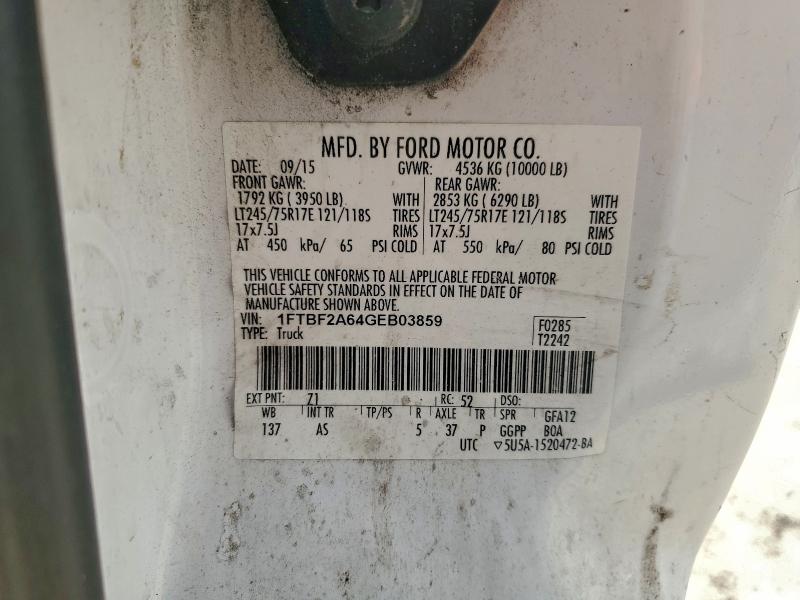 MFD. BY FORD MOTOR CO.
DATE: 09/15 GVWR: 4536 KG (10000 LB)
FRONT GAWR: REAR GAWR:
1792 KG ( 3950 LB) WITH 2853 KG ( 6290 LB) WITH
LT245/75R17E 121/118S TIRES LT245/75R17E 121/118S TIRES
17x7.5J RIMS 17x7.5J RIMS
AT 450 kPa/ 65 PSI COLD AT 550 kPa/ 80 PSI COLD
THIS VEHICLE CONFORMS TO ALL APPLICABLE FEDERAL MOTOR
VEHICLE SAFETY STANDARDS IN EFFECT ON THE DATE OF
MANUFACTURE SHOWN ABOVE.
VIN: 1FTBF2A64GEB03859 F0285
TYPE: Truck T2242
EXT PNT: Z1 RC: 52 DSO:
WB INT TR TP/PS R AXLE TR SPR GFA12
137 AS 5 37 P GGPP BOA
UTC ▽5U5A-1520472-BA